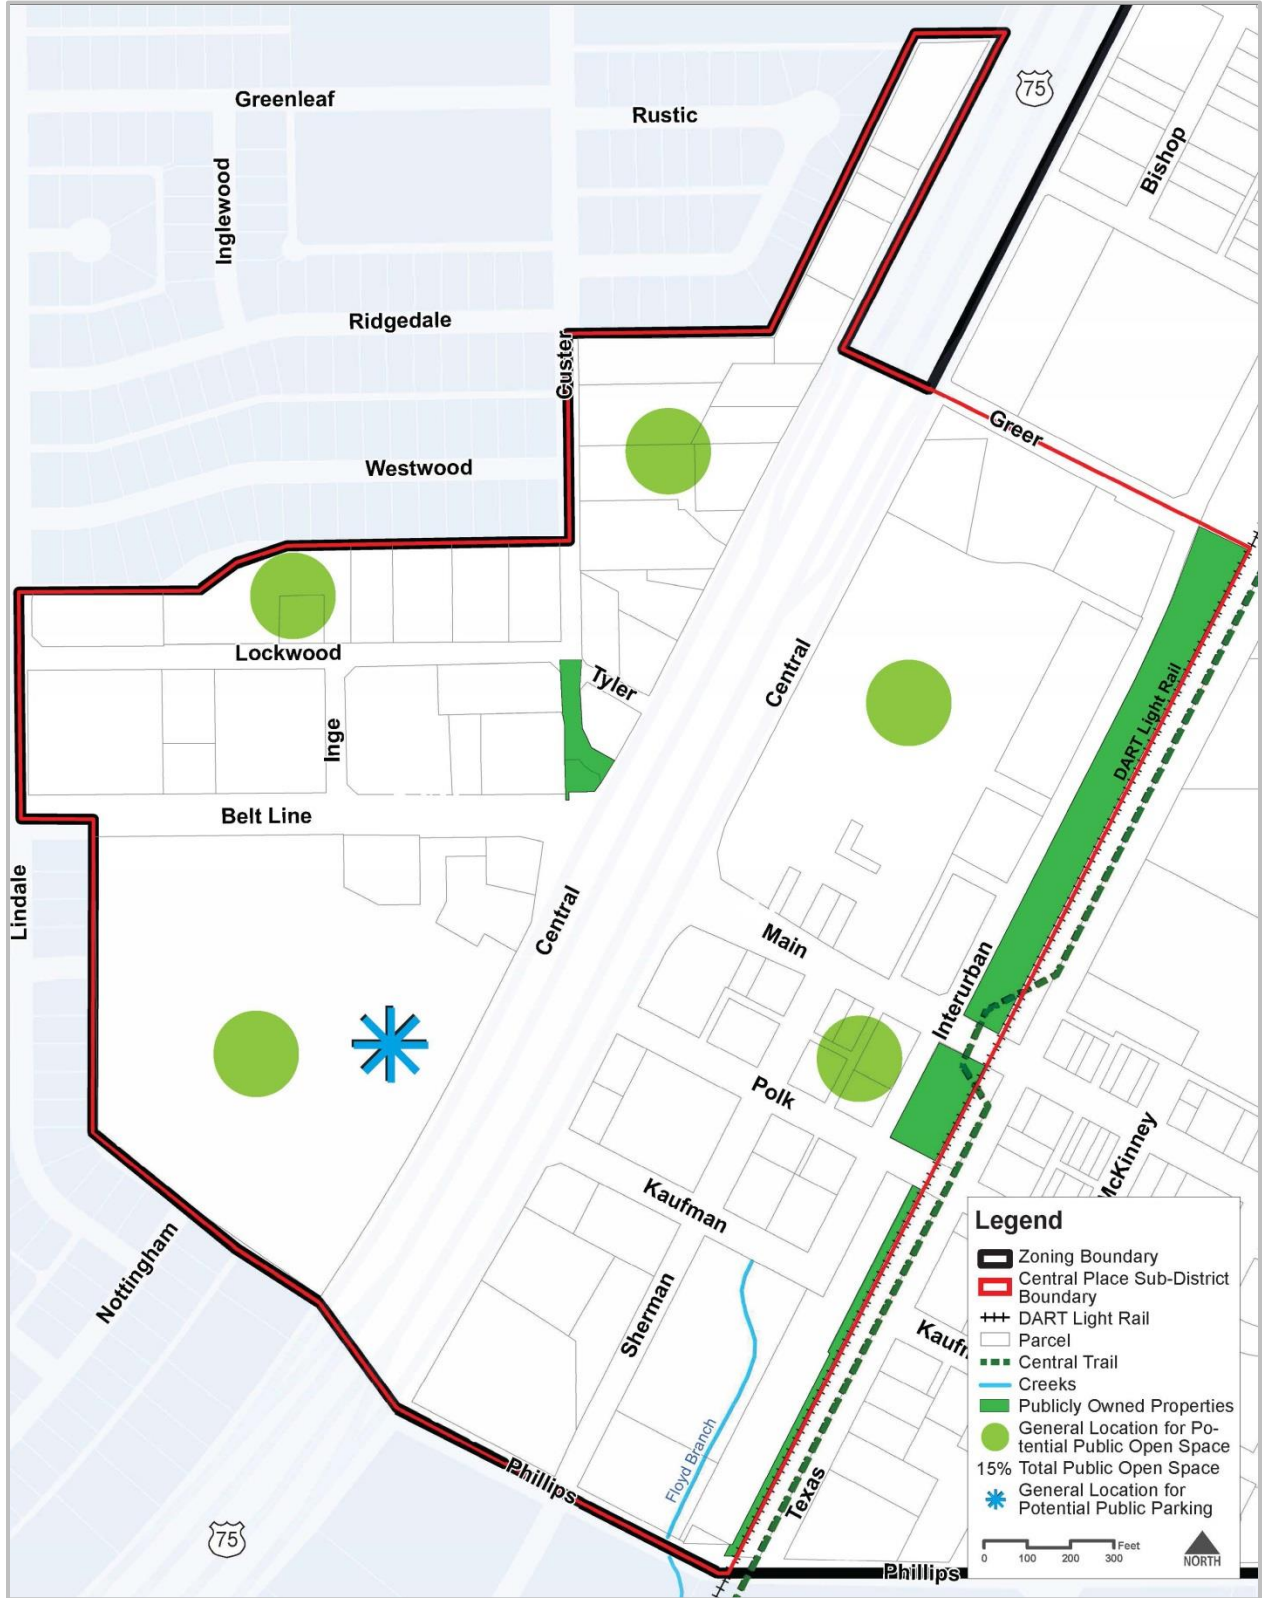 75
Greenleaf
Rustic
Bishop
Inglewood
Ridgedale
Custer
Greer
Westwood
Lockwood
Tyler
Central
DART Light Rail
Inge
Belt Line
Lindale
Central
Main
Interurban
Polk
McKinney
Kaufman
Nottingham
Sherman
Kaufm
Floyd Branch
Texas
Phillips
75
Phillips
Legend
Zoning Boundary
Central Place Sub-District
Boundary
DART Light Rail
Parcel
Central Trail
Creeks
Publicly Owned Properties
General Location for Po-
tential Public Open Space
15% Total Public Open Space
General Location for
Potential Public Parking
Feet
0 100 200 300
NORTH